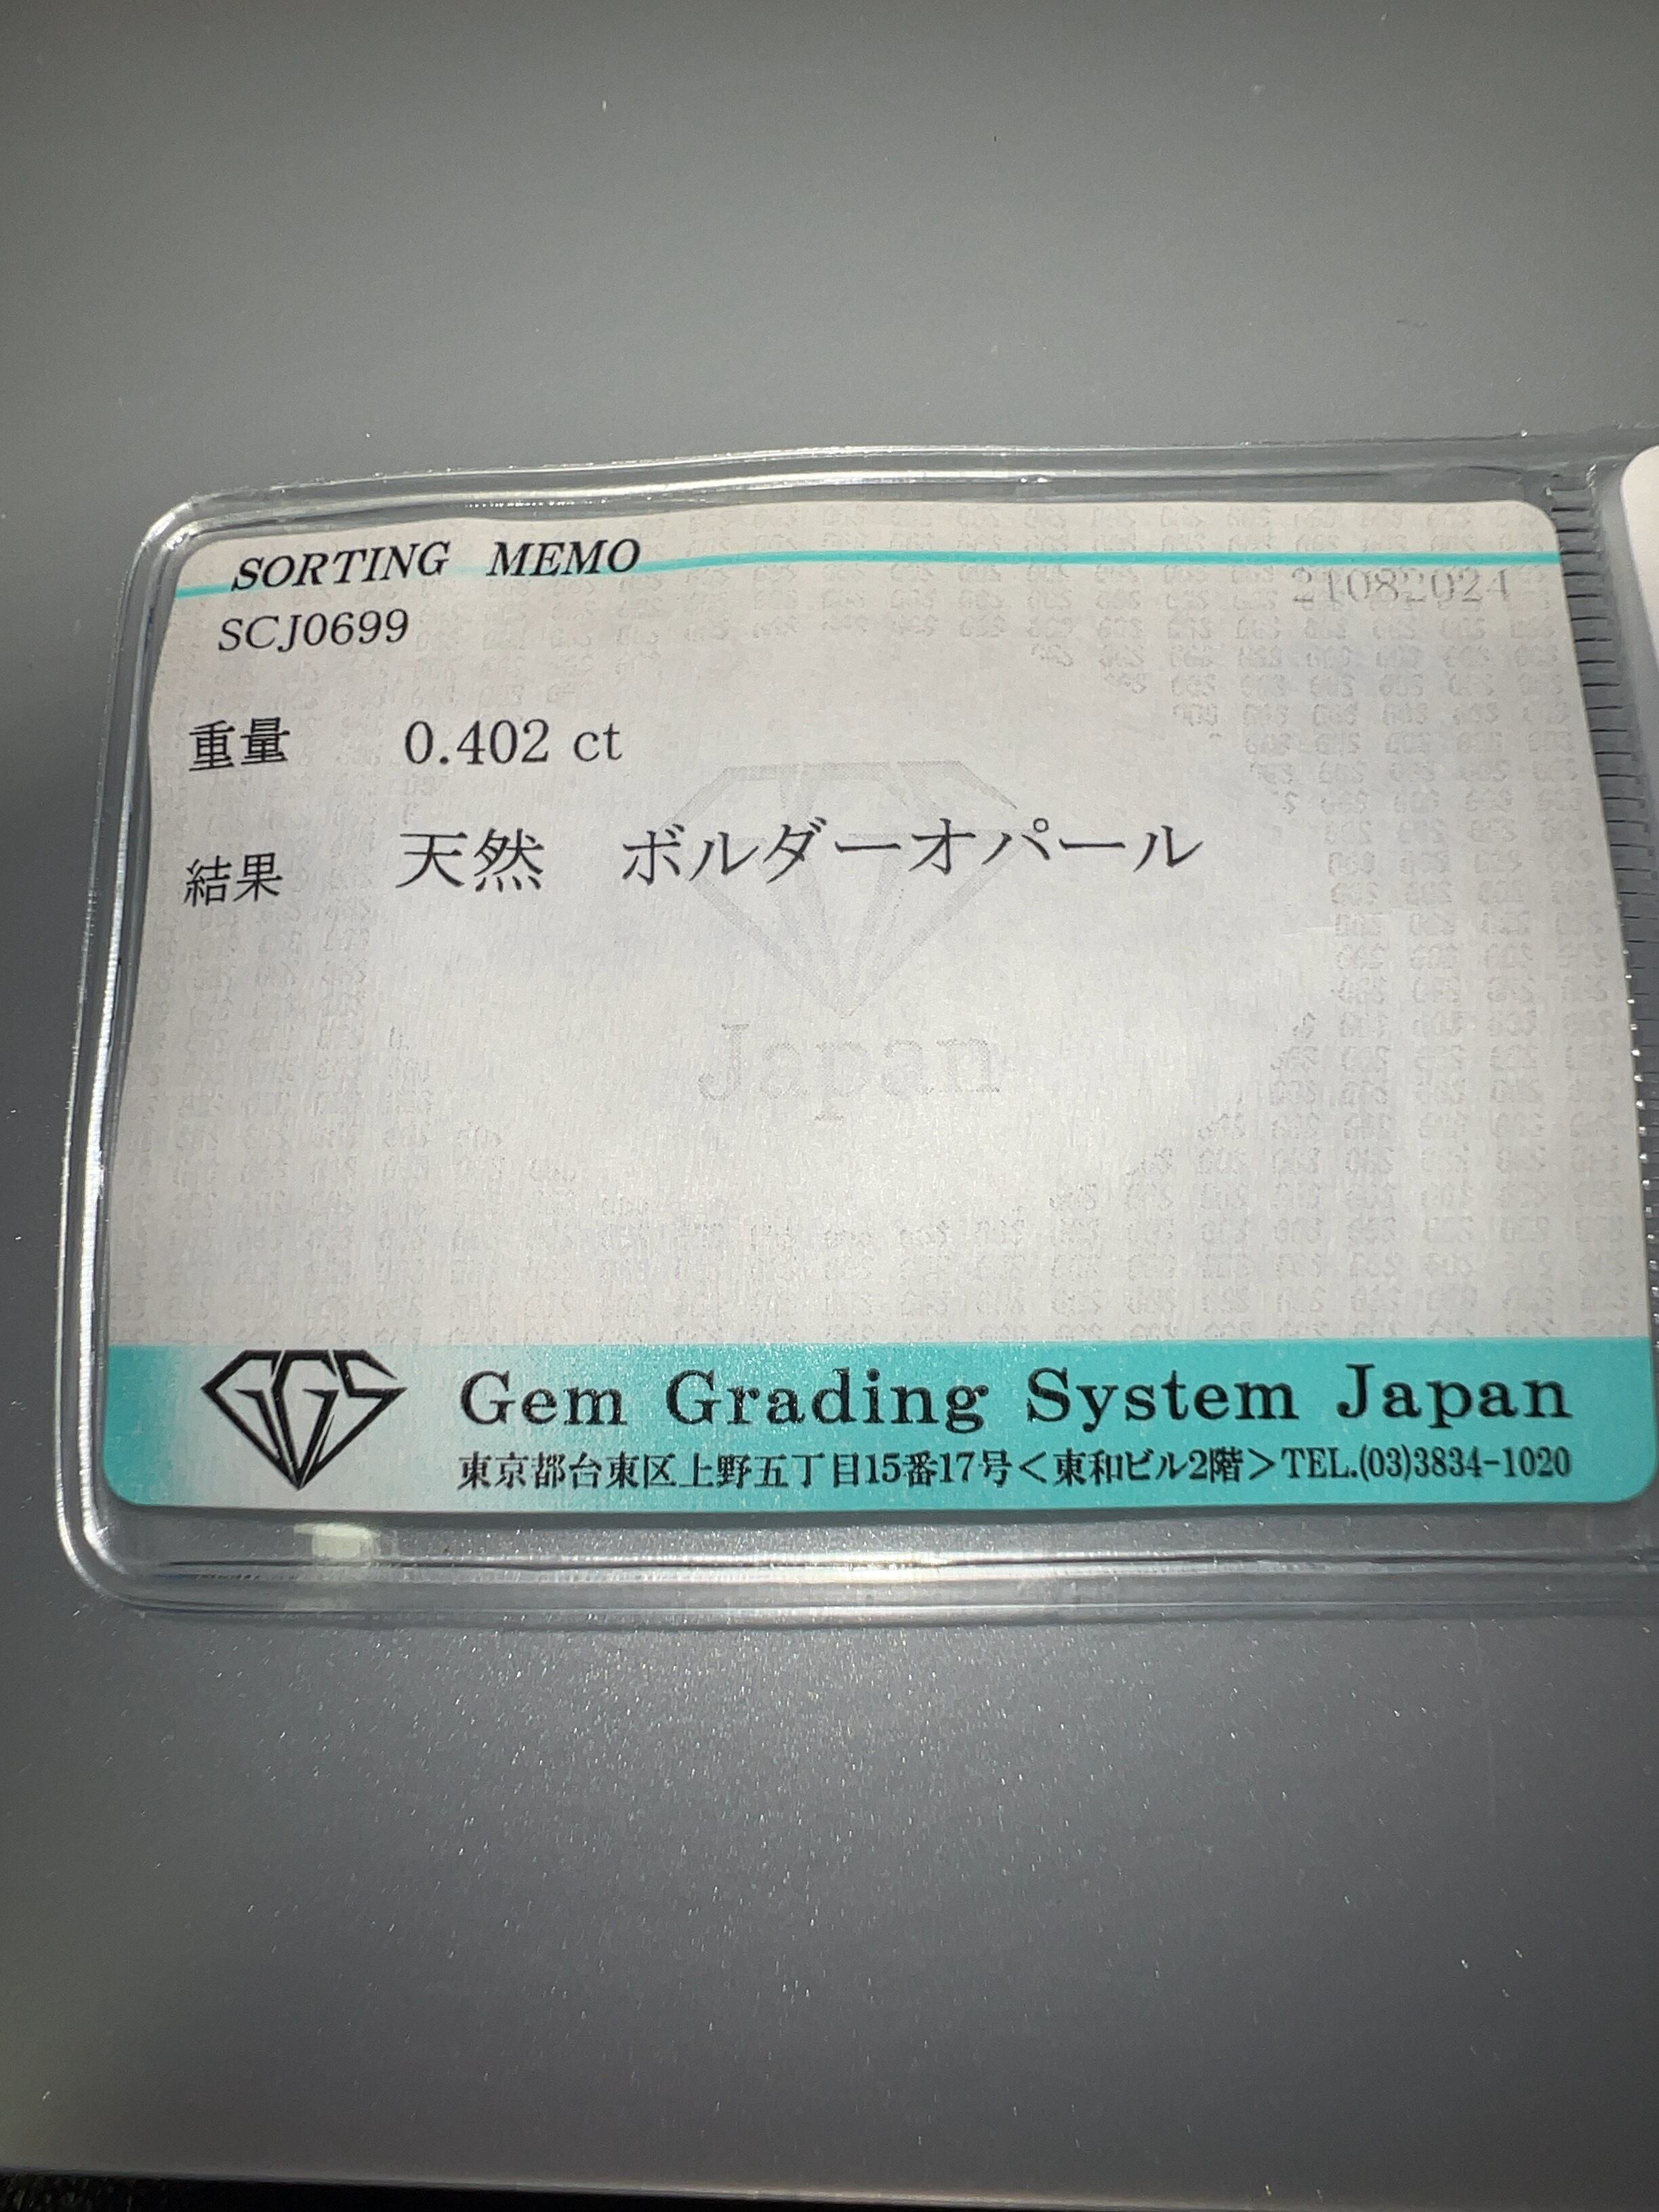 SORTING MEMO
21082024
SCJ0699
重量 0.402 ct
結果 天然 ボルダーオパール
Japan
GGS Gem Grading System Japan
東京都台東区上野五丁目15番17号＜東和ビル2階＞TEL.(03)3834-1020